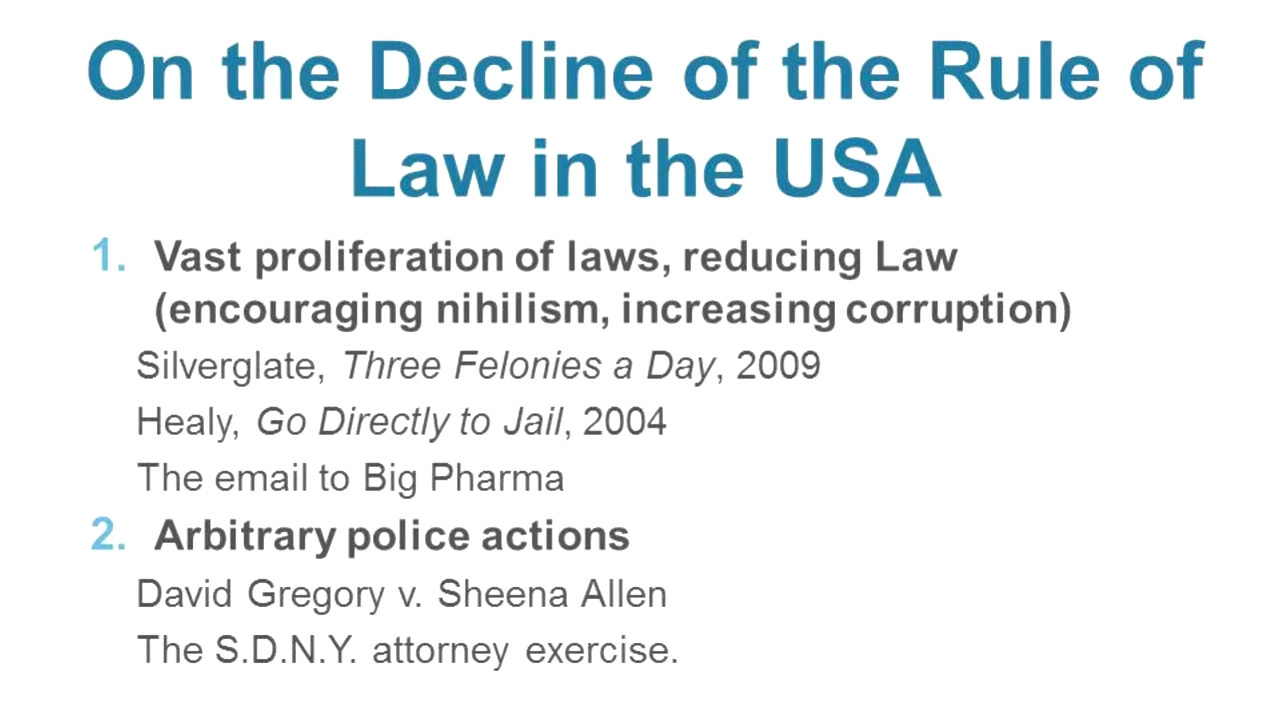 On the Decline of the Rule of
Law in the USA
1. Vast proliferation of laws, reducing Law
(encouraging nihilism, increasing corruption)
Silverglate, Three Felonies a Day, 2009
Healy, Go Directly to Jail, 2004
The email to Big Pharma
2. Arbitrary police actions
David Gregory v. Sheena Allen
The S.D.N.Y. attorney exercise.